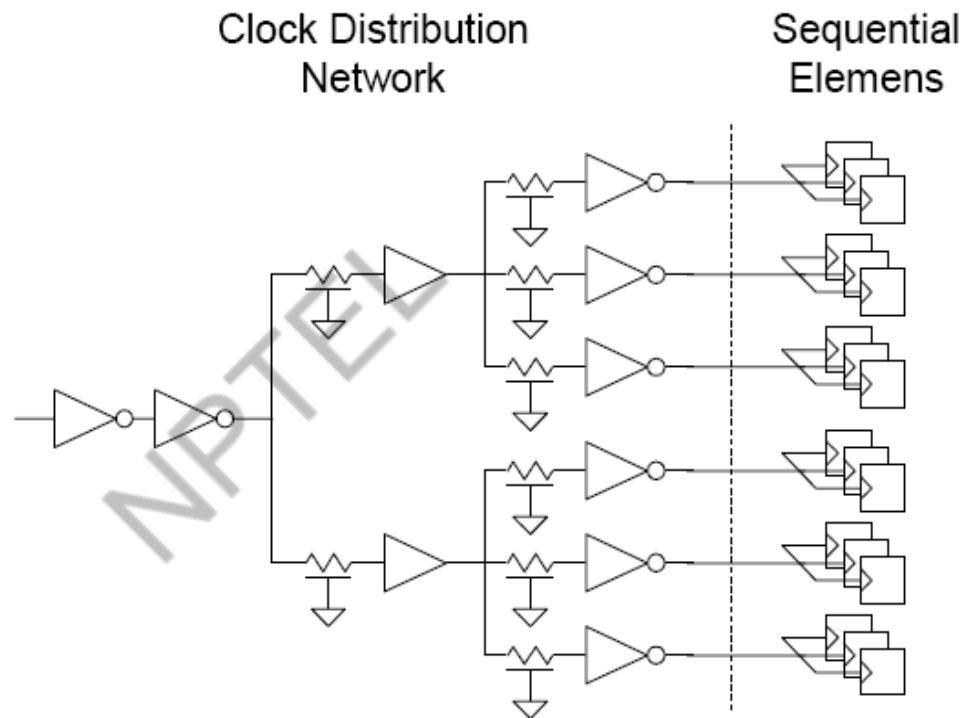 Clock Distribution
Network
Sequential
Elemens
NPTEL